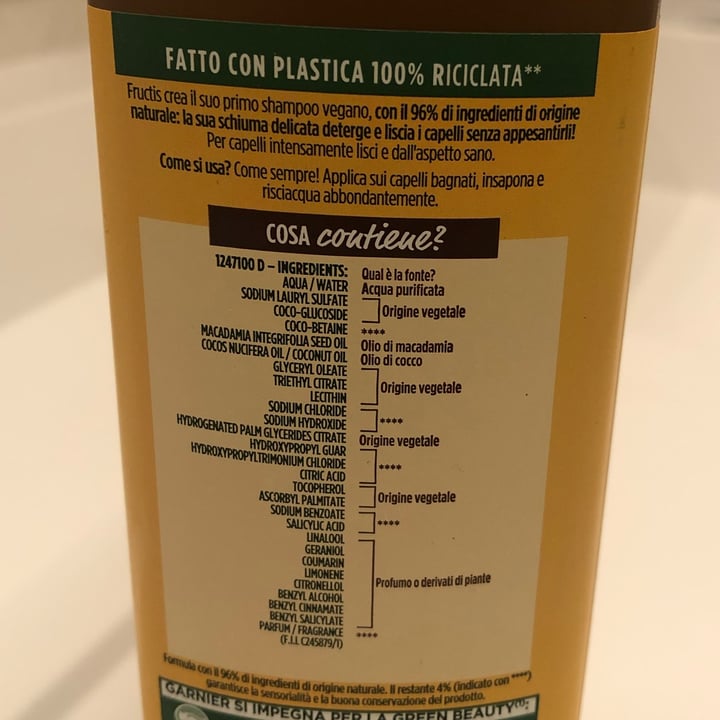 FATTO CON PLASTICA 100% RICICLATA**
Fructis crea il suo primo shampoo vegano, con il 96% di ingredienti di origine
naturale: la sua schiuma delicata deterge e liscia i capelli senza appesantirli!
Per capelli intensamente lisci e dall'aspetto sano.
Come si usa? Come sempre! Applica sui capelli bagnati, insapona e
risciacqua abbondantemente.
COSA contiene?
1247100 D – INGREDIENTS: Qual è la fonte?
AQUA / WATER Acqua purificata
SODIUM LAURYL SULFATE
COCO-GLUCOSIDE Origine vegetale
COCO-BETAINE ****
MACADAMIA INTEGRIFOLIA SEED OIL Olio di macadamia
COCOS NUCIFERA OIL / COCONUT OIL Olio di cocco
GLYCERYL OLEATE
TRIETHYL CITRATE Origine vegetale
LECITHIN
SODIUM CHLORIDE
SODIUM HYDROXIDE ****
HYDROGENATED PALM GLYCERIDES CITRATE Origine vegetale
HYDROXYPROPYL GUAR
HYDROXYPROPYLTRIMONIUM CHLORIDE ****
CITRIC ACID
TOCOPHEROL
ASCORBYL PALMITATE Origine vegetale
SODIUM BENZOATE
SALICYLIC ACID ****
LINALOOL
GERANIOL
COUMARIN
LIMONENE
CITRONELLOL Profumo o derivati di piante
BENZYL ALCOHOL
BENZYL CINNAMATE
BENZYL SALICYLATE
PARFUM / FRAGRANCE ****
(F.I.L C245879/1)
Formula con il 96% di ingredienti di origine naturale. Il restante 4% (indicato con ****)
garantisce la sensorialità e la buona conservazione del prodotto.
GARNIER SI IMPEGNA PER LA GREEN BEAUTY(1):